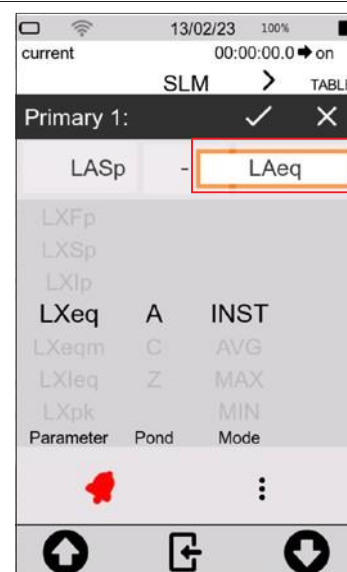 13/02/23 100%
current 00:00:00.0 on
SLM > TABL
Primary 1:
LASp - LAeq
LXFp
LXSp
LXIp
LXeq A INST
LXeqm C AVG
LXIeq Z MAX
LXpk MIN
Parameter Pond Mode